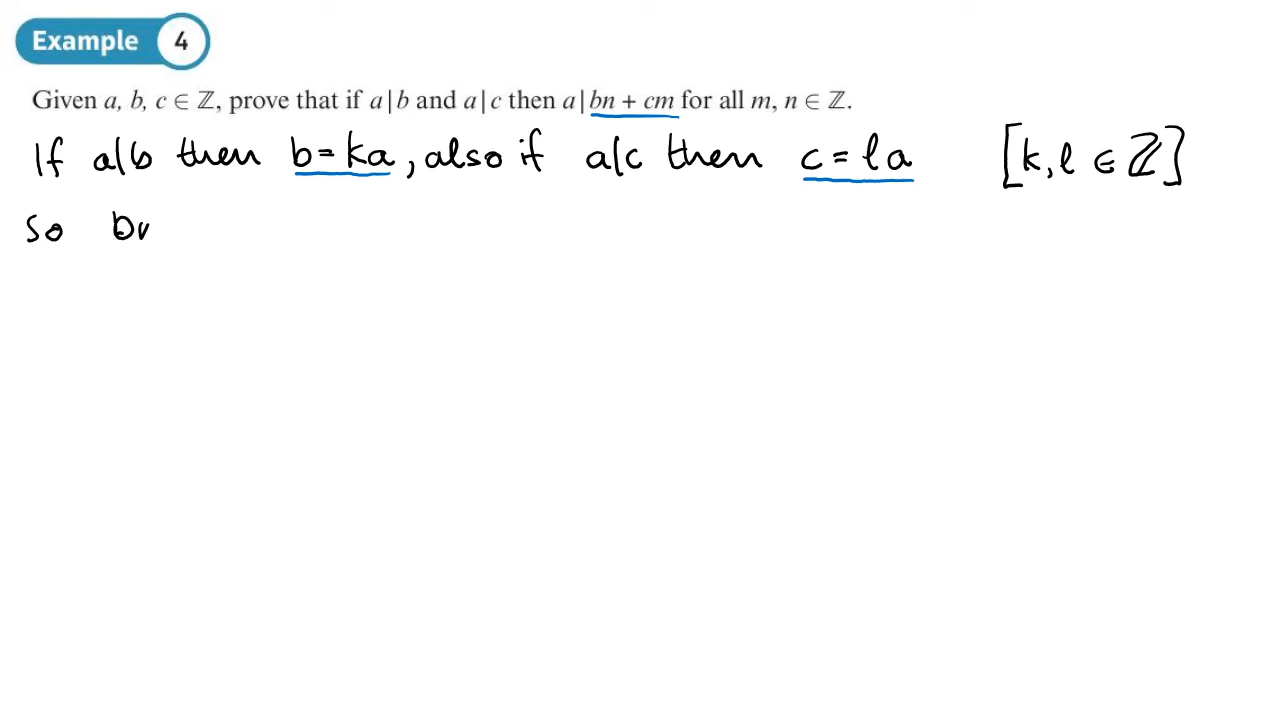 Example 4
Given a, b, c ∈ ℤ, prove that if a|b and a|c then a|bn + cm for all m, n ∈ ℤ.
If a|b then b=ka, also if a|c then c=la [k,l ∈ ℤ]
so